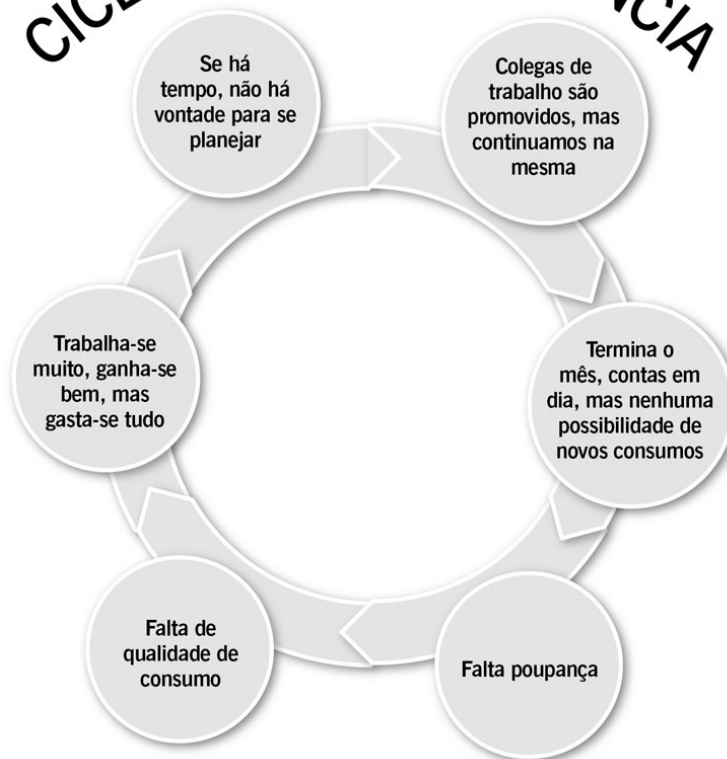 Se há
tempo, não há
vontade para se
planejar
Colegas de
trabalho são
promovidos, mas
continuamos na
mesma
Termina o
mês, contas em
dia, mas nenhuma
possibilidade de
novos consumos
Falta poupança
Falta de
qualidade de
consumo
Trabalha-se
muito, ganha-se
bem, mas
gasta-se tudo